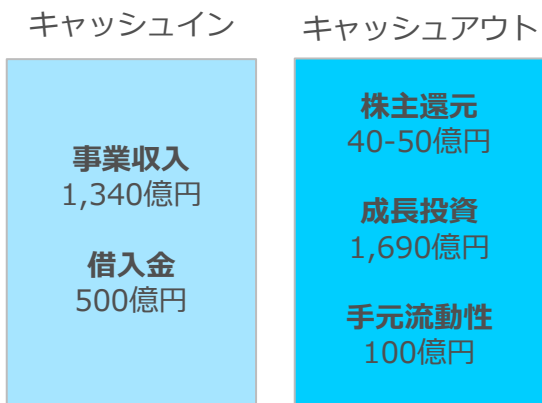 キャッシュイン
事業収入
1,340億円
借入金
500億円
キャッシュアウト
株主還元
40-50億円
成長投資
1,690億円
手元流動性
100億円